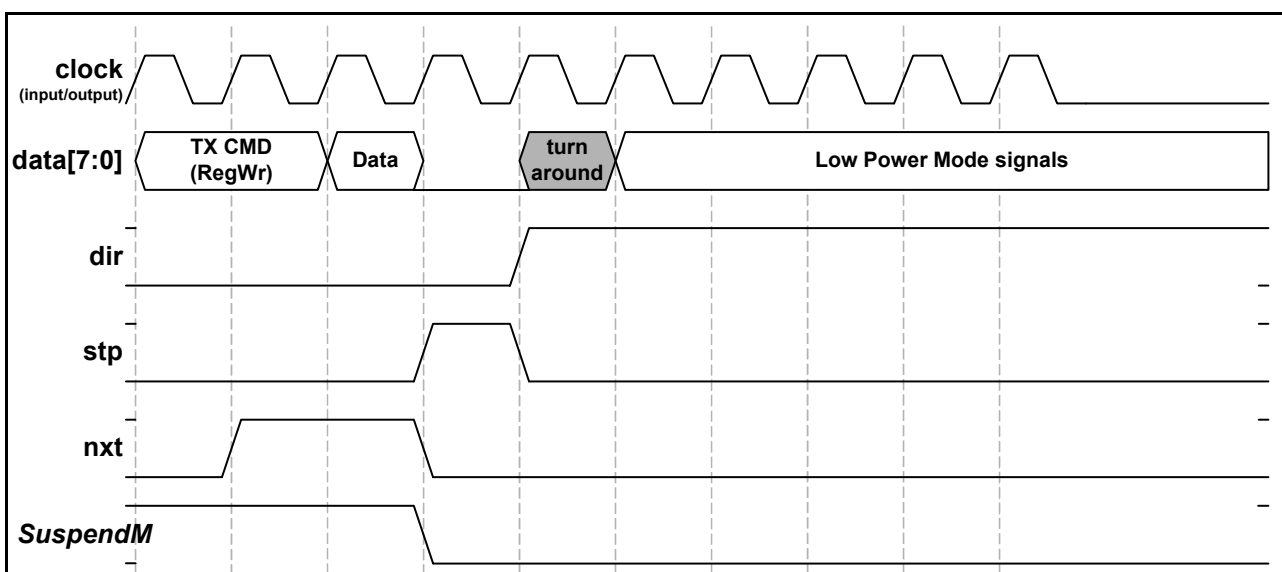 clock
(input/output)
data[7:0]
TX CMD
(RegWr)
Data
turn
around
Low Power Mode signals
dir
stp
nxt
SuspendM